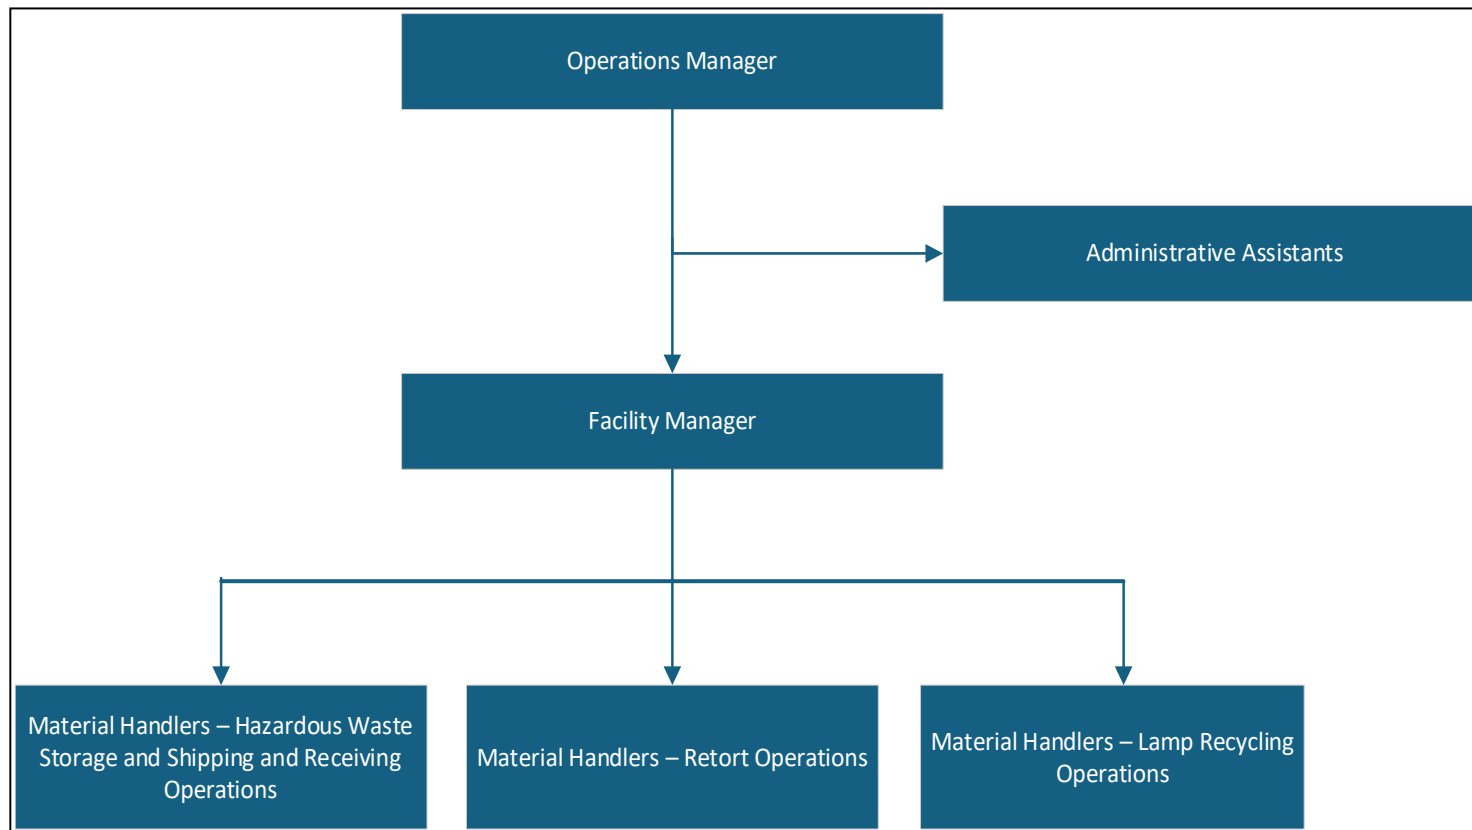 Operations Manager
Administrative Assistants
Facility Manager
Material Handlers – Hazardous Waste
Storage and Shipping and Receiving
Operations
Material Handlers – Retort Operations
Material Handlers – Lamp Recycling
Operations